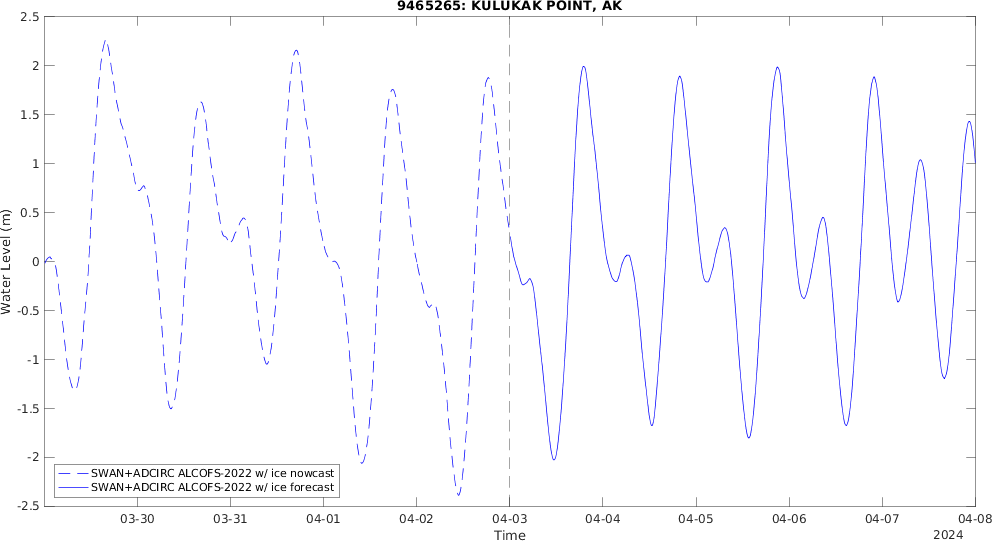 9465265: KULUKAK POINT, AK
2.5
2
1.5
1
0.5
0
-0.5
-1
-1.5
-2
-2.5
Water Level (m)
SWAN+ADCIRC ALCOFS-2022 w/ ice nowcast
SWAN+ADCIRC ALCOFS-2022 w/ ice forecast
03-30 03-31 04-01 04-02 04-03 04-04 04-05 04-06 04-07 04-08
Time
2024